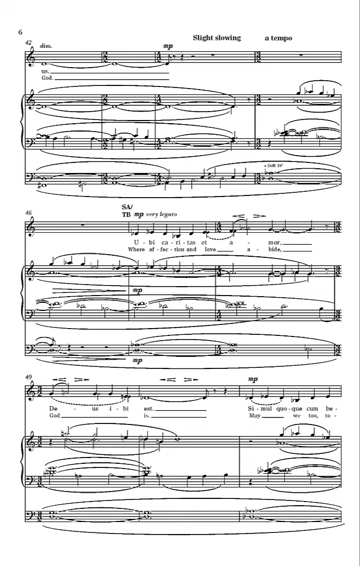 6
Slight slowing a tempo
42
dim.
mp
us.
God.
+ Soft 16'
46
SA/
TB mp very legato
U - bi ca - ri - tas et a - mor,
Where af - fec - tion and love a - bide,
mp
mp
49
mp
De - us i - bi est. Si - mul quo - que cum be -
God is. May we too, to -